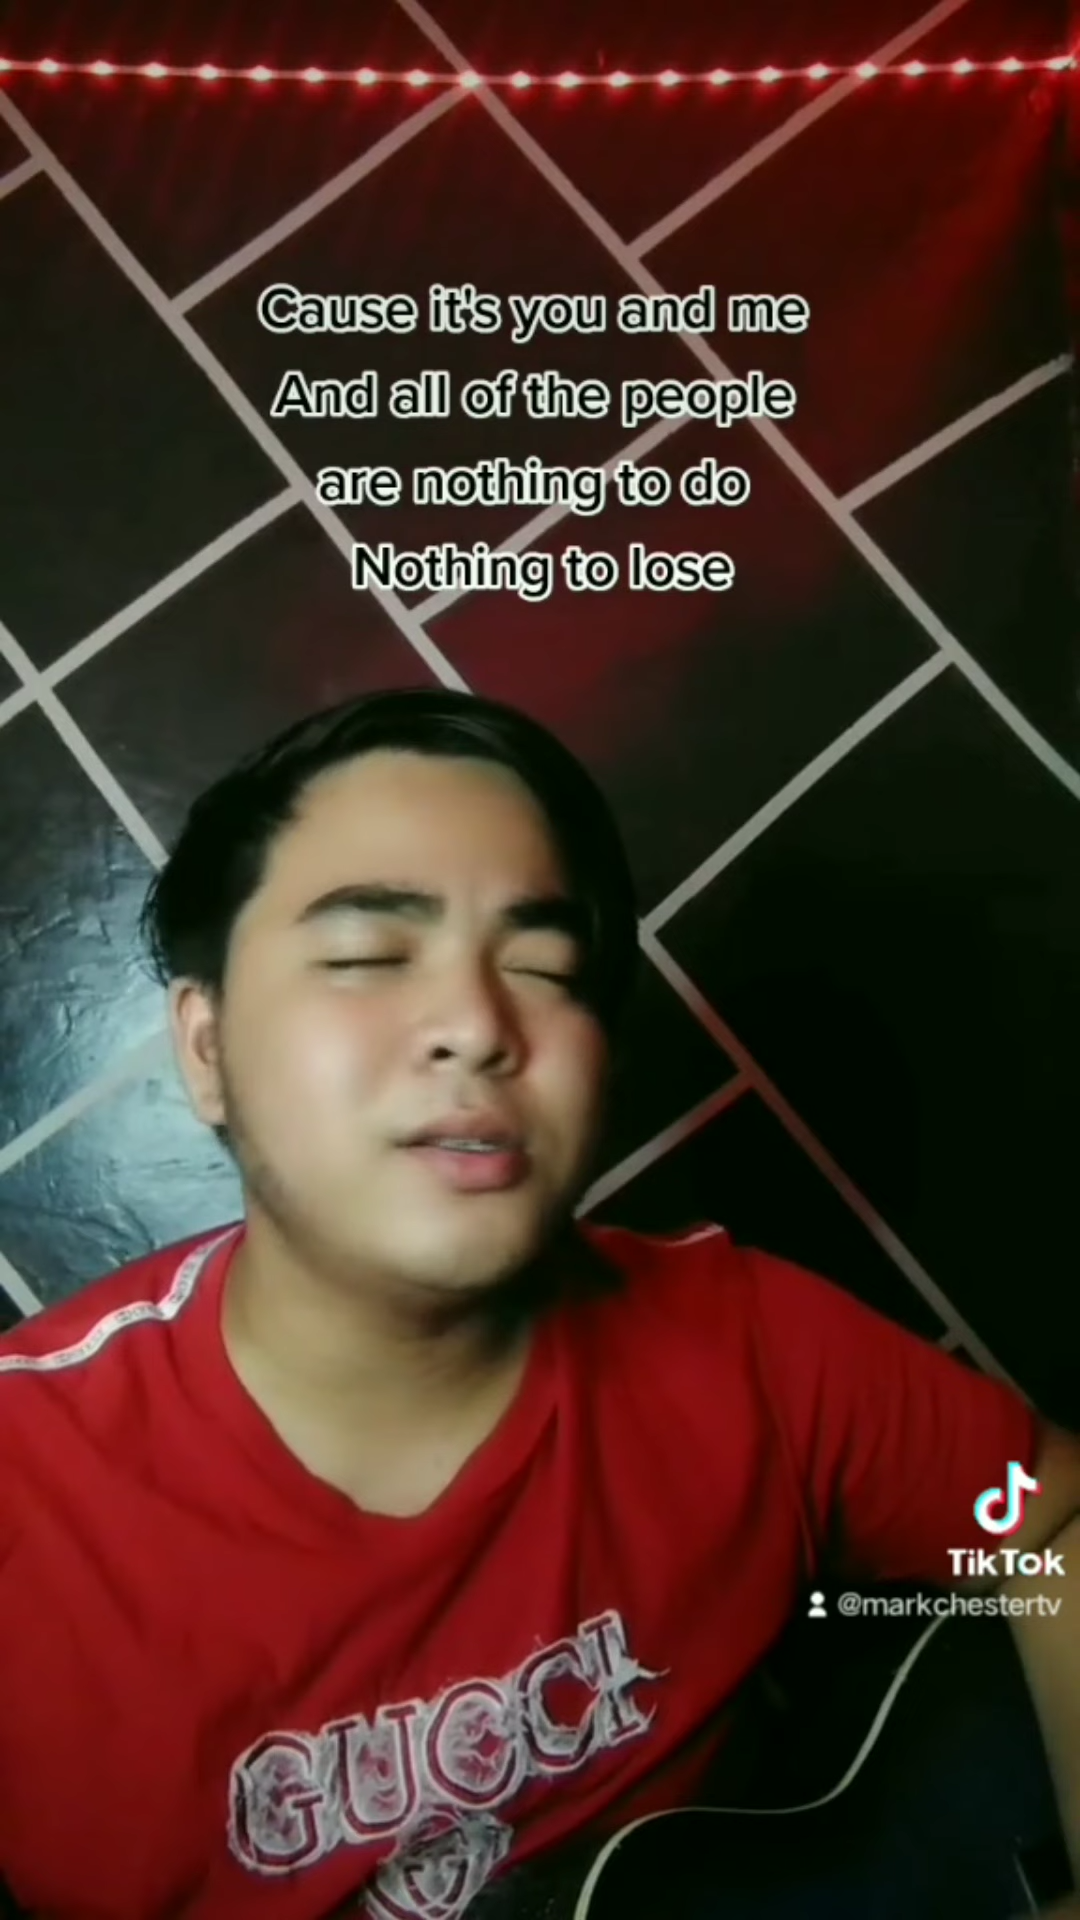 Cause it's you and me
And all of the people
are nothing to do
Nothing to lose
TikTok
@markchestertv
GUCCI